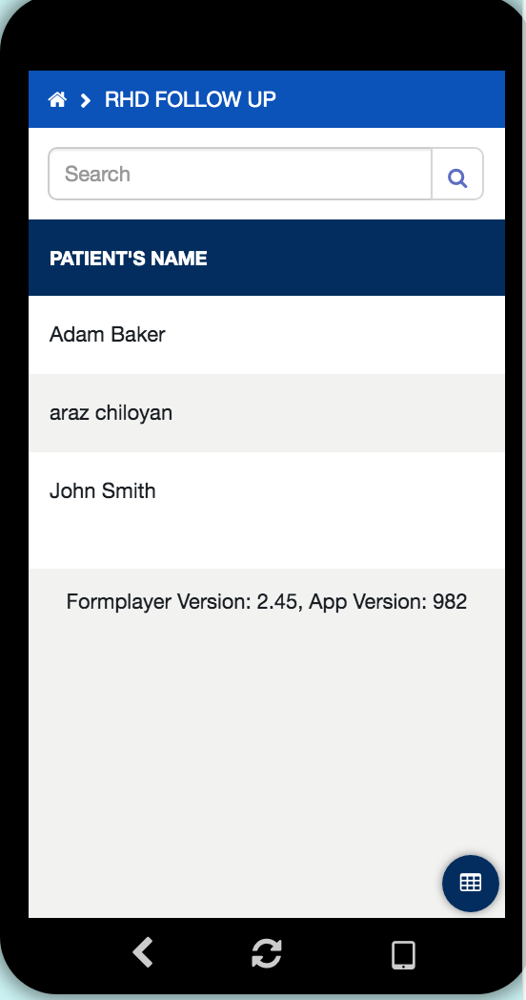 RHD FOLLOW UP
Search
PATIENT'S NAME
Adam Baker
araz chiloyan
John Smith
Formplayer Version: 2.45, App Version: 982